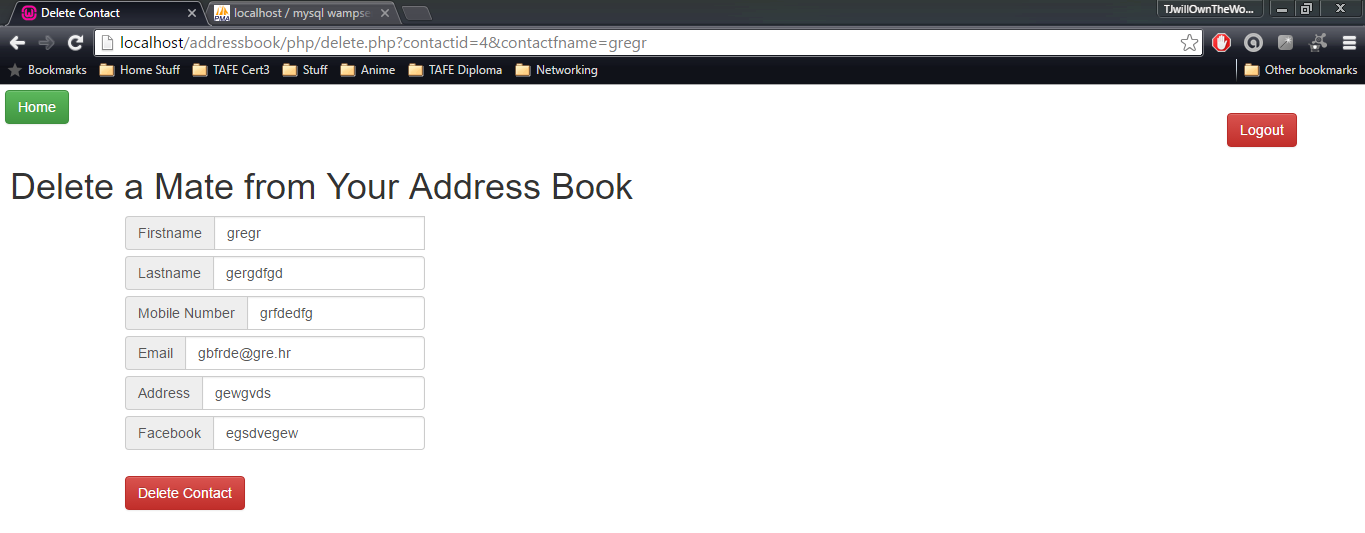 Delete Contact
localhost / mysql wampse
TJwillOwnTheWo...
localhost/addressbook/php/delete.php?contactid=4&contactfname=gregr
Bookmarks Home Stuff TAFE Cert3 Stuff Anime TAFE Diploma Networking Other bookmarks
Home
Logout
Delete a Mate from Your Address Book
Firstname gregr
Lastname gergdfgd
Mobile Number grfdedfg
Email gbfrde@gre.hr
Address gewgvds
Facebook egsdvegew
Delete Contact